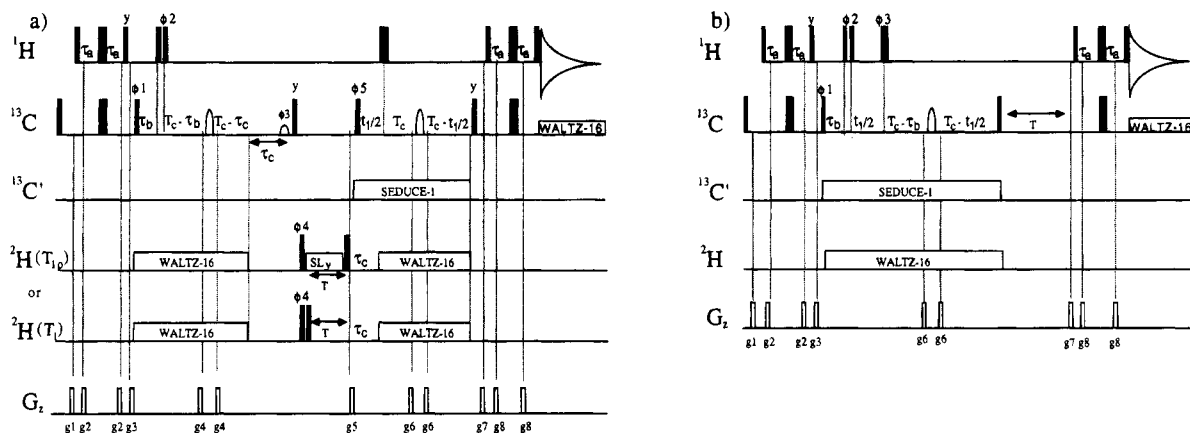 a)
y ϕ2
¹H τa τa τa τa
ϕ1 ϕ3 y ϕ5 y
¹³C τb Tc - τb Tc - τc t₁/2 Tc Tc - t₁/2 WALTZ-16
τc
¹³C' SEDUCE-1
ϕ4
²H(T₁ρ) WALTZ-16 SLy τc WALTZ-16
T
or
ϕ4
²H(T₁) WALTZ-16 T τc WALTZ-16
Gz
g1 g2 g2 g3 g4 g4 g5 g6 g6 g7 g8 g8
b)
y ϕ2 ϕ3
¹H τa τa τa τa
ϕ1
¹³C τb t₁/2 Tc - τb Tc - t₁/2 T WALTZ-16
¹³C' SEDUCE-1
²H WALTZ-16
Gz
g1 g2 g2 g3 g6 g6 g7 g8 g8